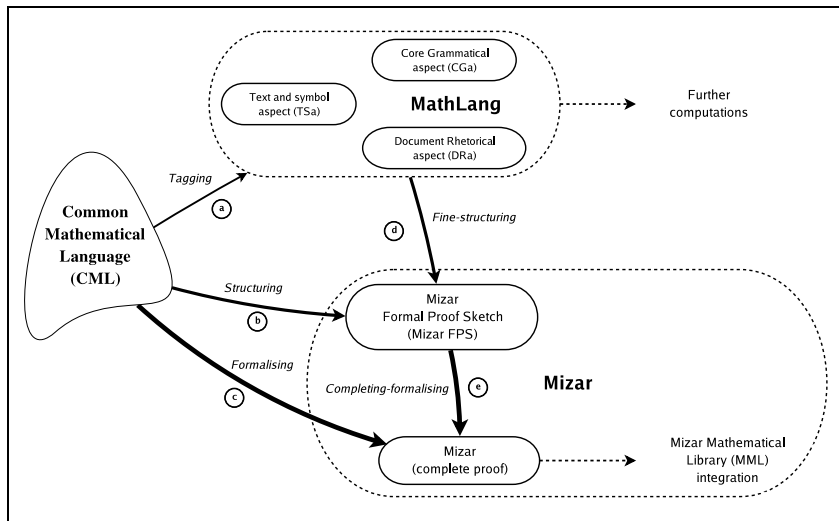 Core Grammatical
aspect (CGa)
Text and symbol
aspect (TSa)
MathLang
Document Rhetorical
aspect (DRa)
Further
computations
Tagging
a
Common
Mathematical
Language
(CML)
Fine-structuring
d
Structuring
b
Mizar
Formal Proof Sketch
(Mizar FPS)
Formalising
c
Completing-formalising
e
Mizar
Mizar
(complete proof)
Mizar Mathematical
Library (MML)
integration